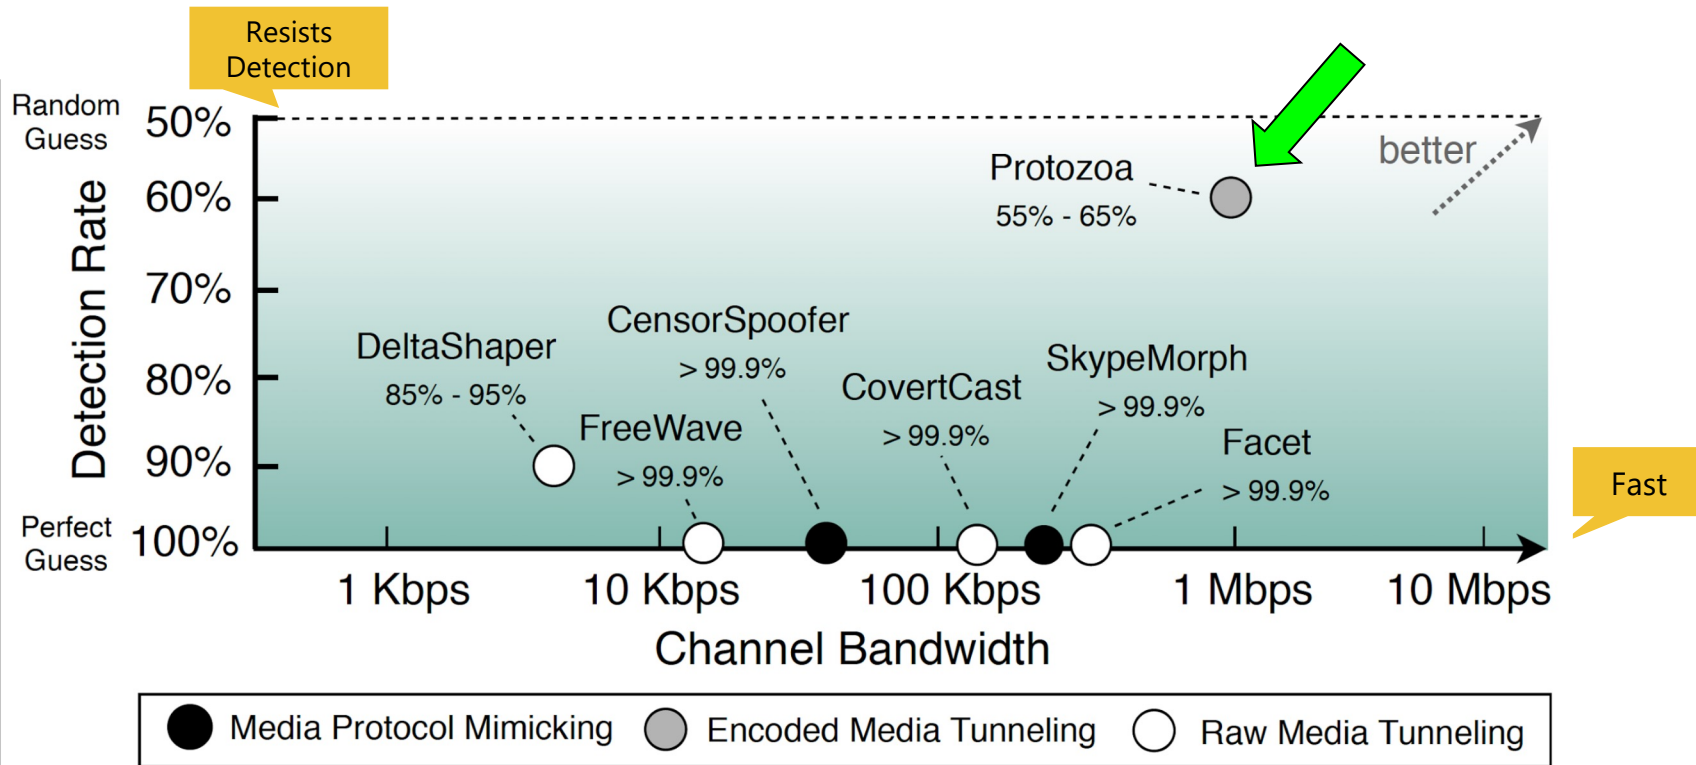 Resists
Detection
Random
Guess
50%
better
Protozoa
55% - 65%
60%
Detection Rate
70%
CensorSpoofer
> 99.9%
DeltaShaper
85% - 95%
SkypeMorph
> 99.9%
80%
CovertCast
> 99.9%
FreeWave
> 99.9%
Facet
> 99.9%
90%
Fast
Perfect
Guess
100%
1 Kbps
10 Kbps
100 Kbps
1 Mbps
10 Mbps
Channel Bandwidth
Media Protocol Mimicking
Encoded Media Tunneling
Raw Media Tunneling